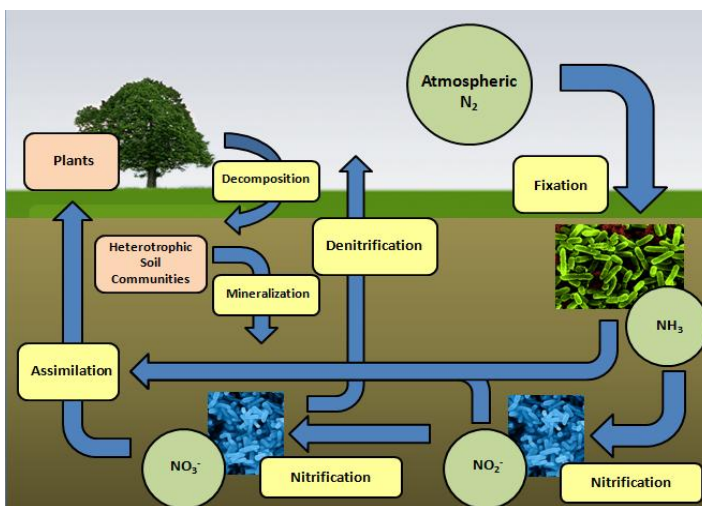 Atmospheric
N₂
Plants
Decomposition
Fixation
Denitrification
Heterotrophic
Soil
Communities
Mineralization
NH₃
Assimilation
NO₃⁻
Nitrification
NO₂⁻
Nitrification